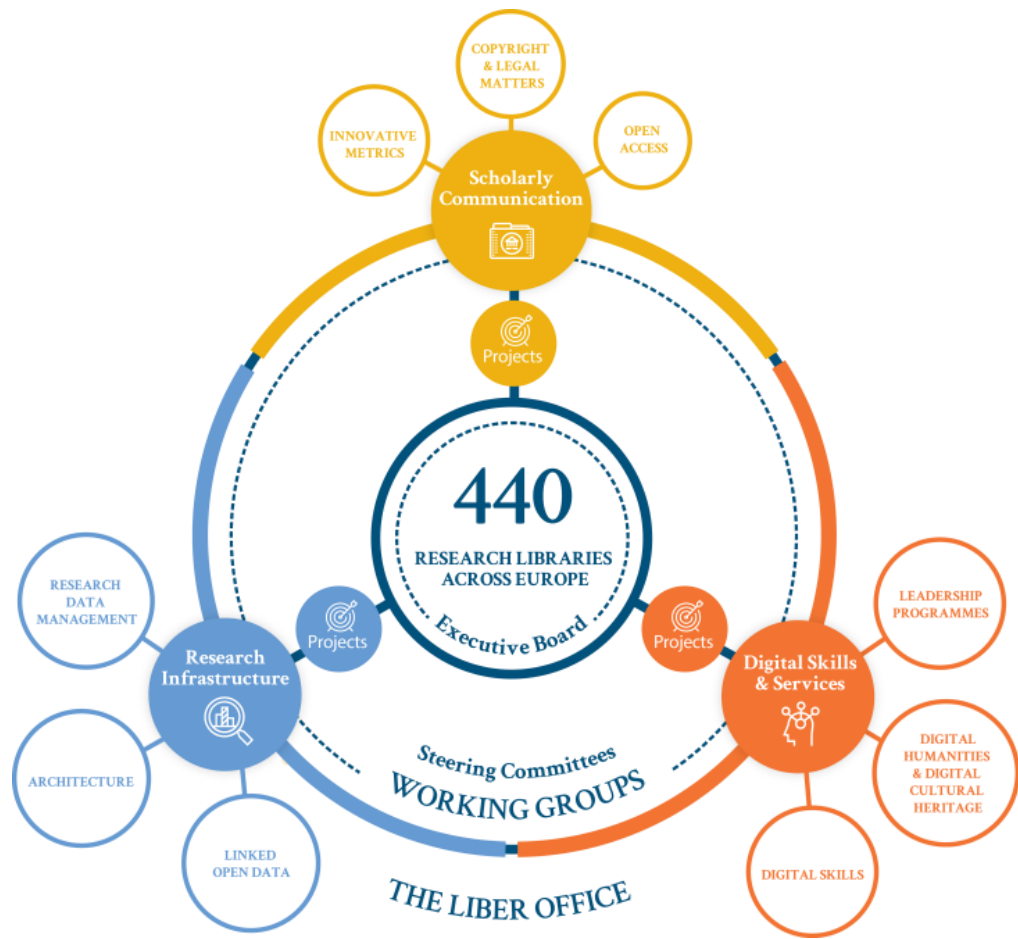 COPYRIGHT
& LEGAL
MATTERS
INNOVATIVE
METRICS
OPEN
ACCESS
Scholarly
Communication
Projects
440
RESEARCH LIBRARIES
ACROSS EUROPE
Executive Board
RESEARCH
DATA
MANAGEMENT
Projects
Research
Infrastructure
ARCHITECTURE
LINKED
OPEN DATA
Projects
Digital Skills
& Services
LEADERSHIP
PROGRAMMES
DIGITAL
HUMANITIES
& DIGITAL
CULTURAL
HERITAGE
DIGITAL SKILLS
Steering Committees
WORKING GROUPS
THE LIBER OFFICE